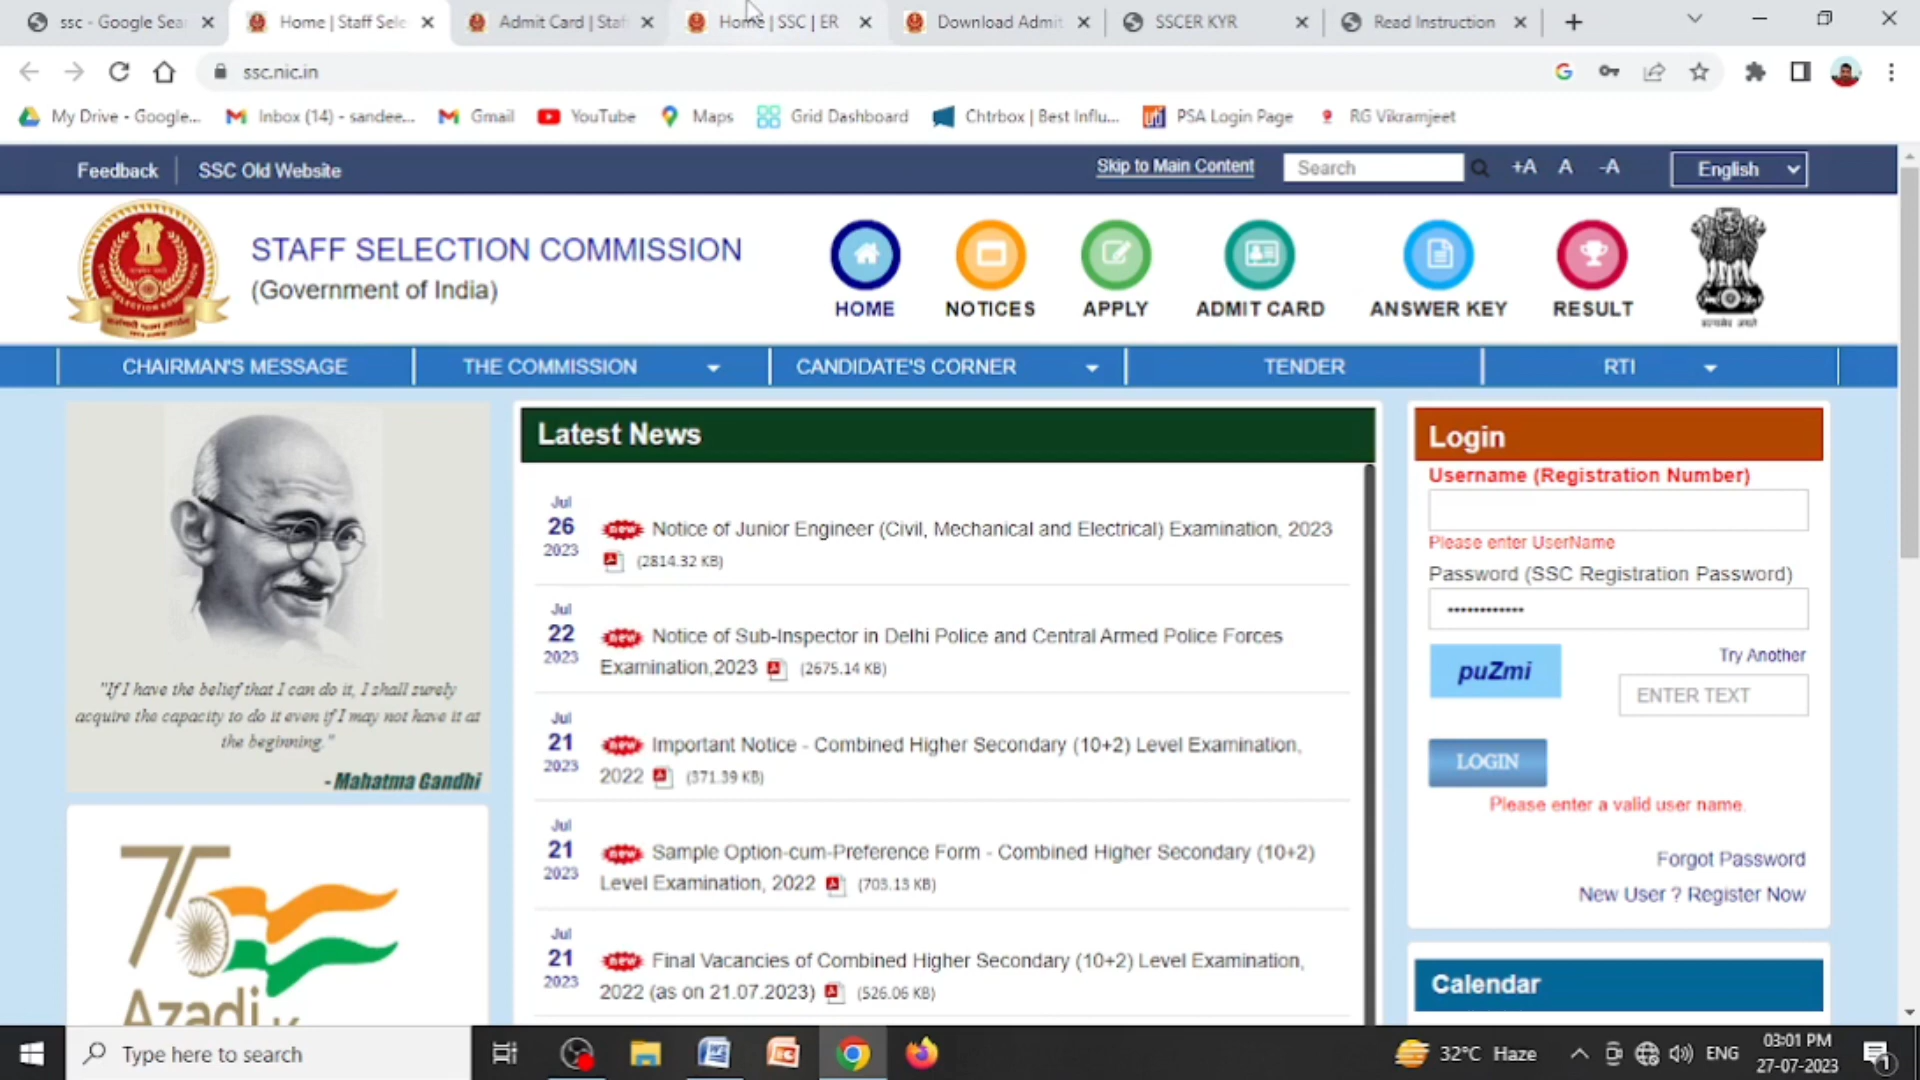 ssc - Google Sea
Home | Staff Sele
Admit Card | Staf
Home | SSC | ER
Download Admit
SSCER KYR
Read Instruction
ssc.nic.in
My Drive - Google...
Inbox (14) - sandee...
Gmail
YouTube
Maps
Grid Dashboard
Chtrbox | Best Influ...
PSA Login Page
RG Vikramjeet
Feedback
SSC Old Website
Skip to Main Content
Search
+A A -A
English
STAFF SELECTION COMMISSION
(Government of India)
HOME
NOTICES
APPLY
ADMIT CARD
ANSWER KEY
RESULT
CHAIRMAN'S MESSAGE
THE COMMISSION
CANDIDATE'S CORNER
TENDER
RTI
"If I have the belief that I can do it, I shall surely
acquire the capacity to do it even if I may not have it at
the beginning."
- Mahatma Gandhi
75
Azadi
Latest News
Jul
26
2023
new Notice of Junior Engineer (Civil, Mechanical and Electrical) Examination, 2023
(2814.32 KB)
Jul
22
2023
new Notice of Sub-Inspector in Delhi Police and Central Armed Police Forces
Examination,2023 (2675.14 KB)
Jul
21
2023
new Important Notice - Combined Higher Secondary (10+2) Level Examination,
2022 (371.39 KB)
Jul
21
2023
new Sample Option-cum-Preference Form - Combined Higher Secondary (10+2)
Level Examination, 2022 (703.13 KB)
Jul
21
2023
new Final Vacancies of Combined Higher Secondary (10+2) Level Examination,
2022 (as on 21.07.2023) (526.06 KB)
Login
Username (Registration Number)
Please enter UserName
Password (SSC Registration Password)
••••••••••••
puZmi
Try Another
ENTER TEXT
LOGIN
Please enter a valid user name.
Forgot Password
New User ? Register Now
Calendar
Type here to search
32°C Haze
ENG
03:01 PM
27-07-2023
1